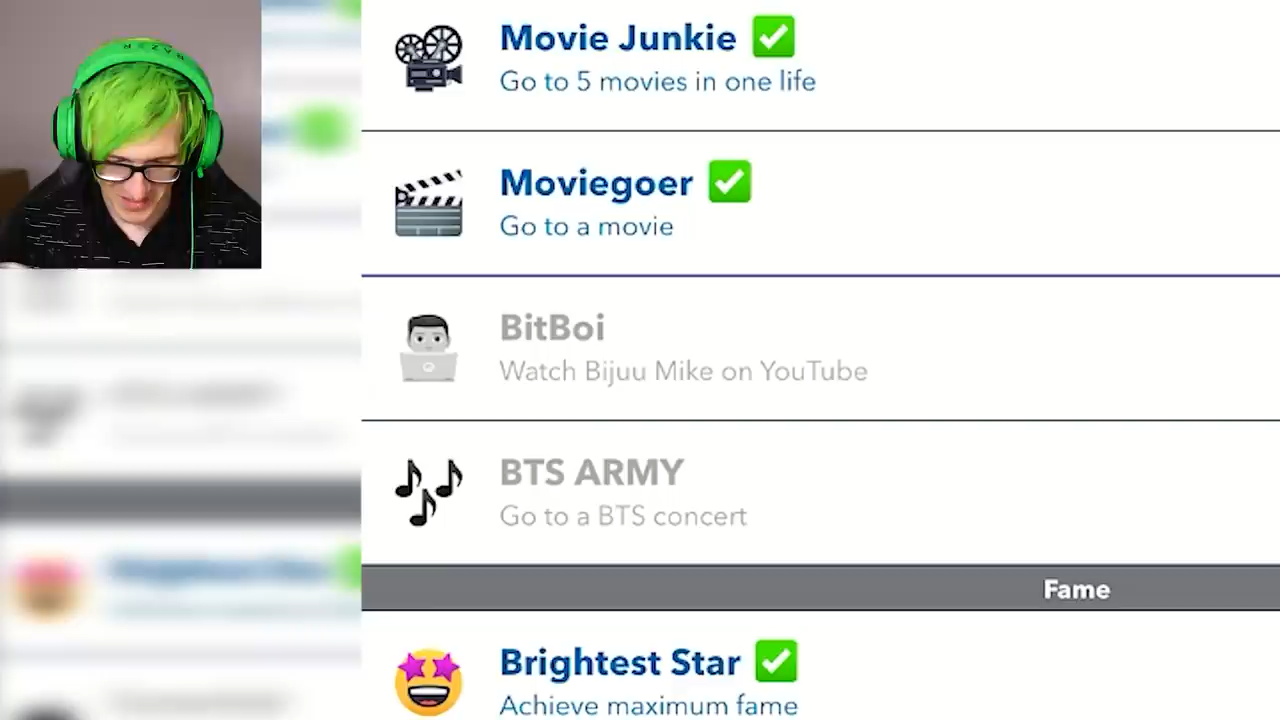 RAZER
Movie Junkie ✅
Go to 5 movies in one life
Moviegoer ✅
Go to a movie
BitBoi
Watch Bijuu Mike on YouTube
BTS ARMY
Go to a BTS concert
Fame
Brightest Star ✅
Achieve maximum fame